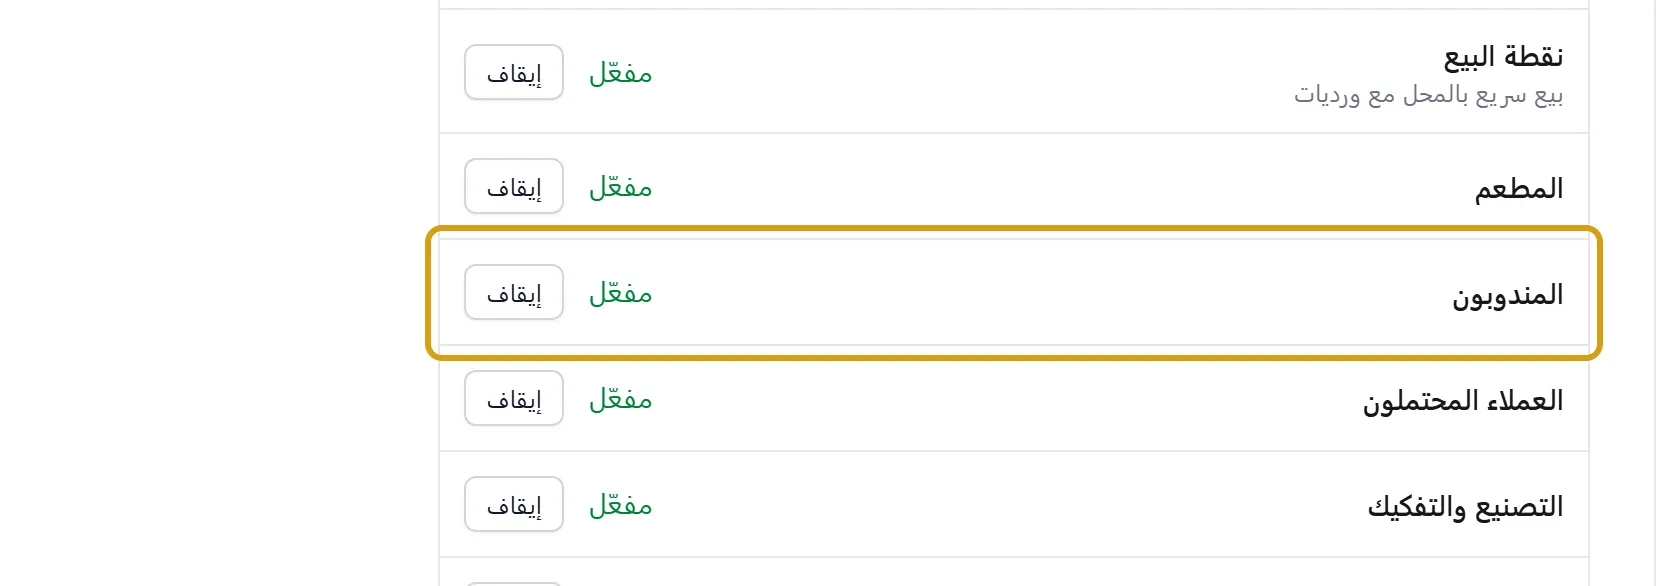 نقطة البيع
بيع سريع بالمحل مع ورديات
مفعّل
إيقاف
المطعم
مفعّل
إيقاف
المندوبون
مفعّل
إيقاف
العملاء المحتملون
مفعّل
إيقاف
التصنيع والتفكيك
مفعّل
إيقاف